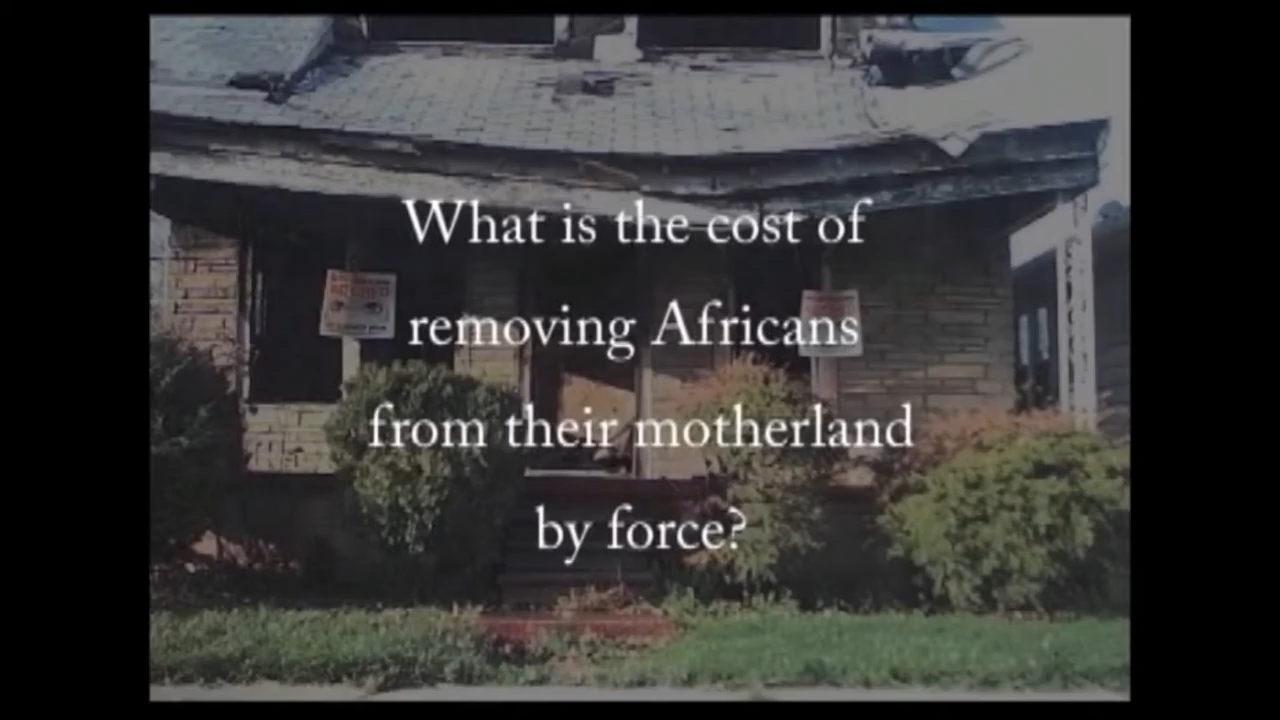 What is the cost of
removing Africans
from their motherland
by force?